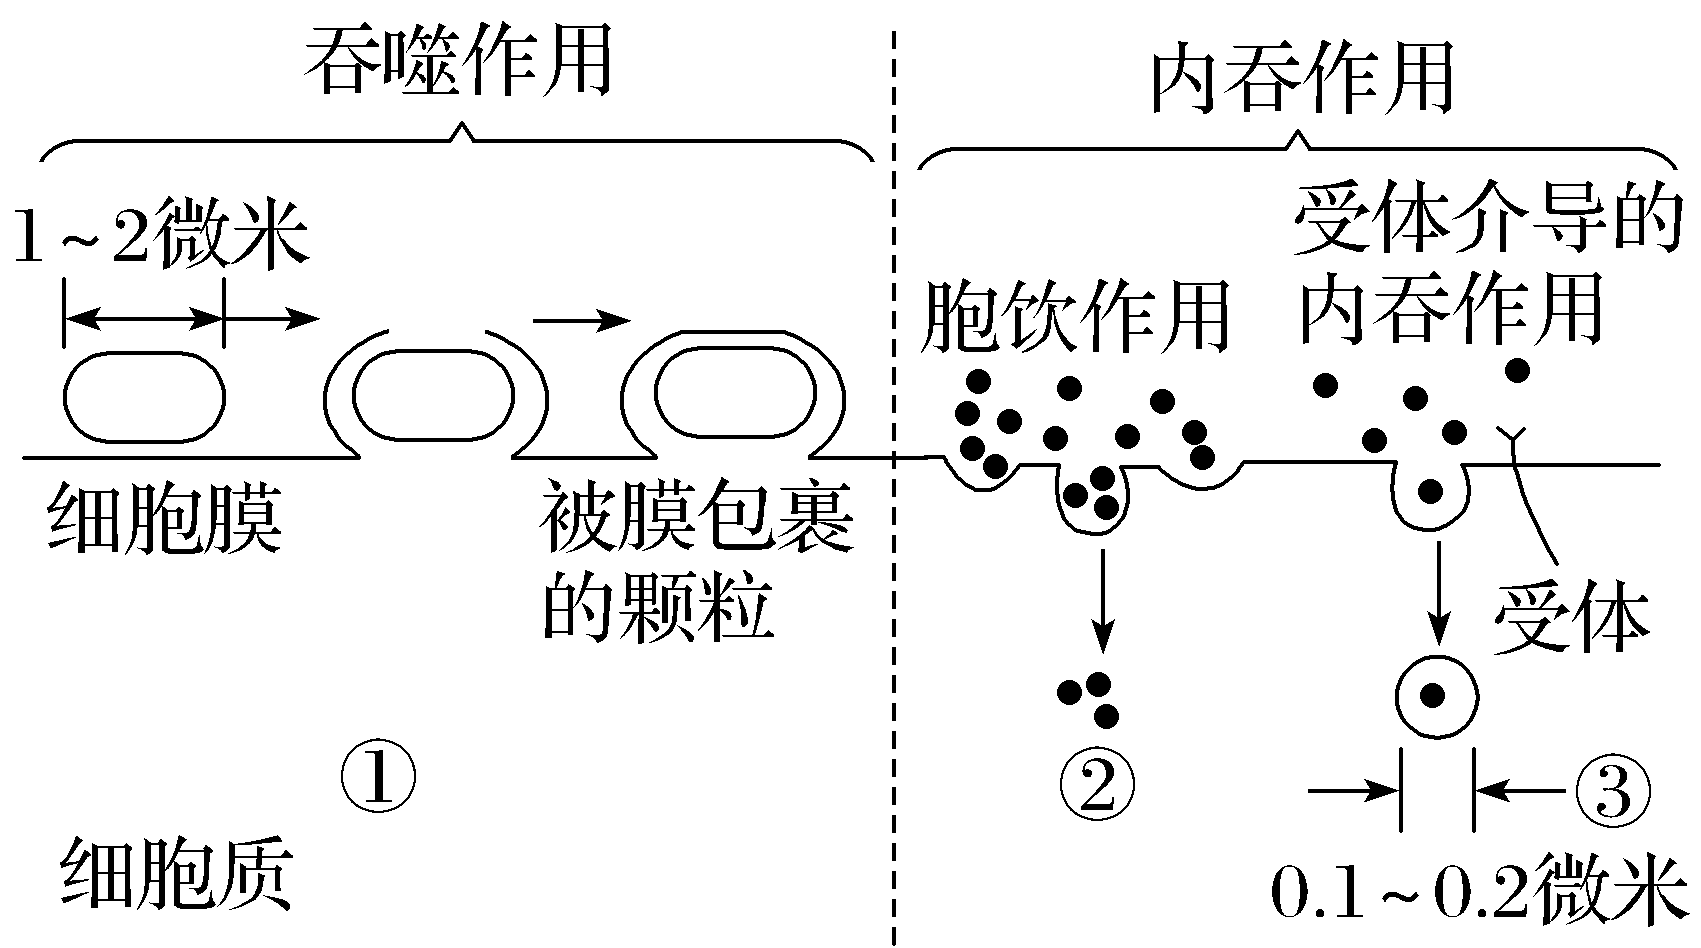 吞噬作用
内吞作用
1~2微米
受体介导的
内吞作用
胞饮作用
细胞膜
被膜包裹
的颗粒
受体
①
②
③
细胞质
0.1~0.2微米